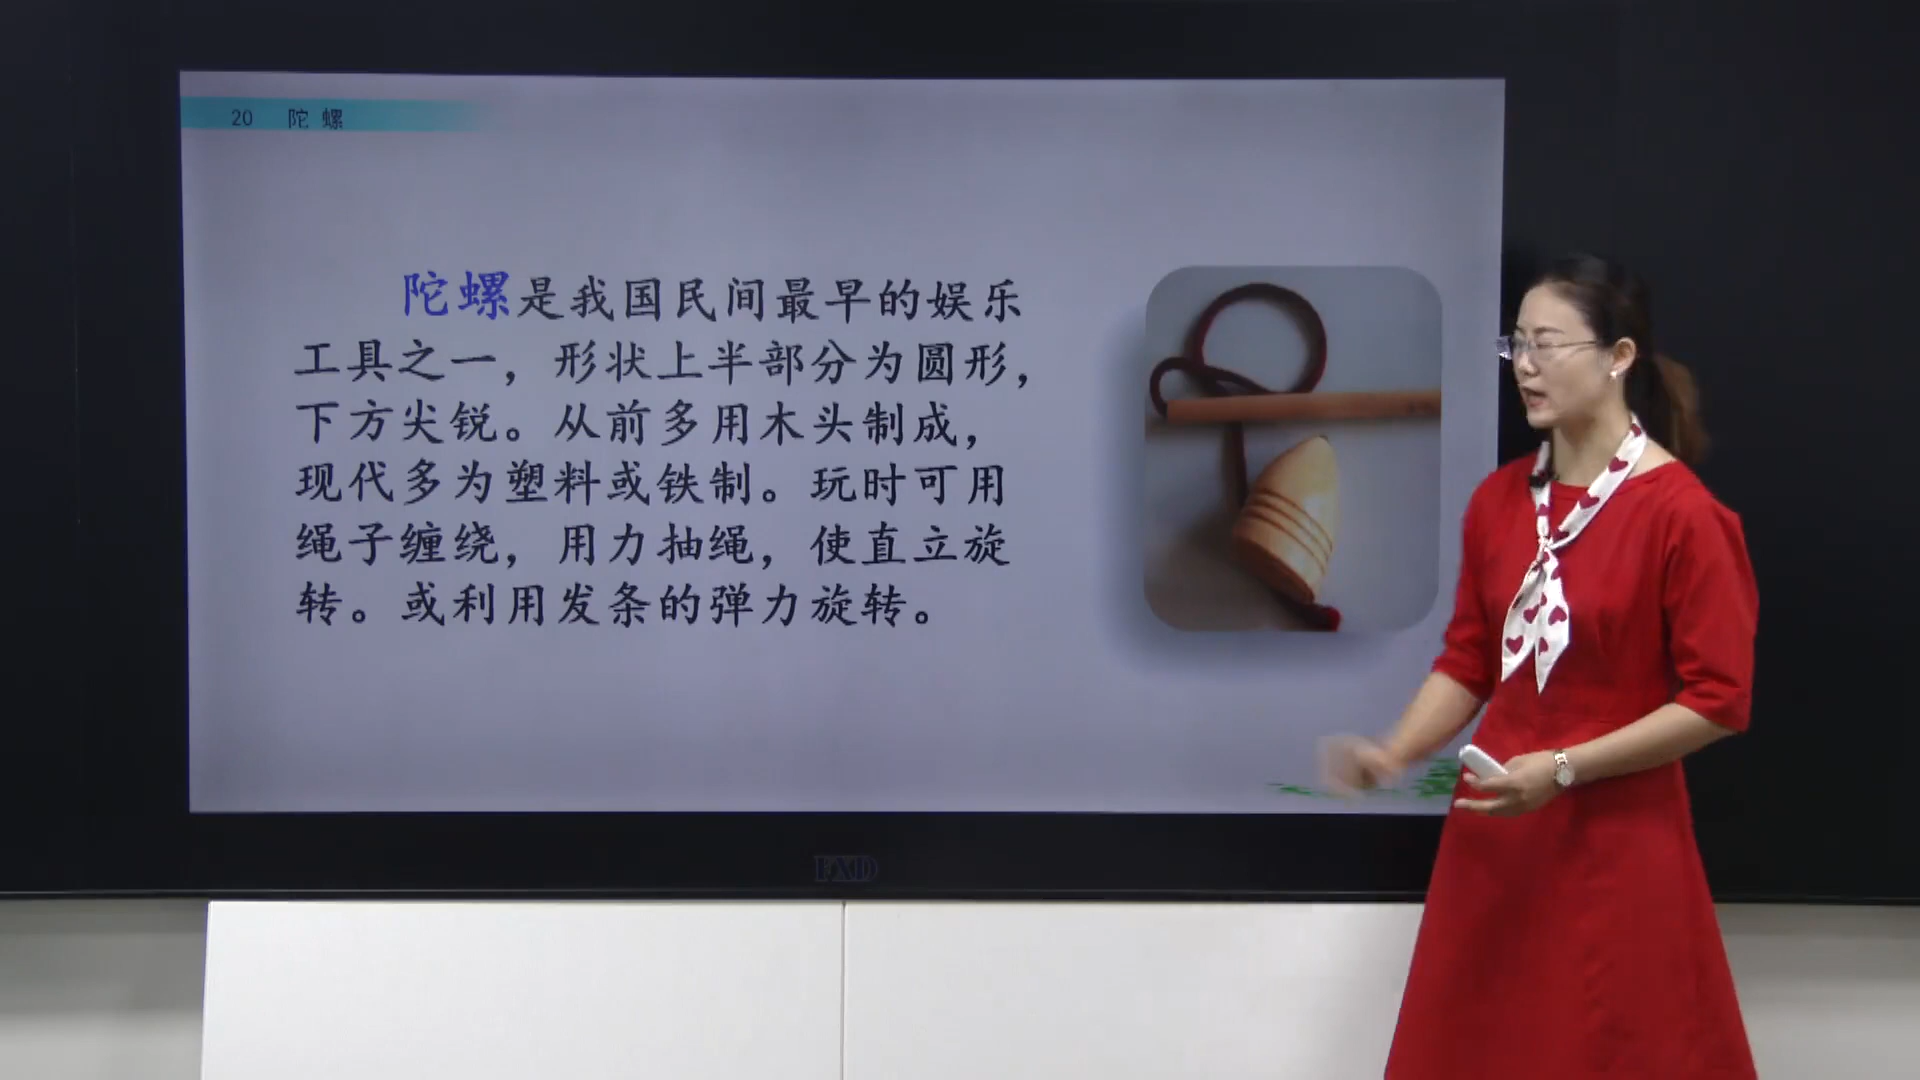 20 陀螺
陀螺是我国民间最早的娱乐
工具之一，形状上半部分为圆形，
下方尖锐。从前多用木头制成，
现代多为塑料或铁制。玩时可用
绳子缠绕，用力抽绳，使直立旋
转。或利用发条的弹力旋转。